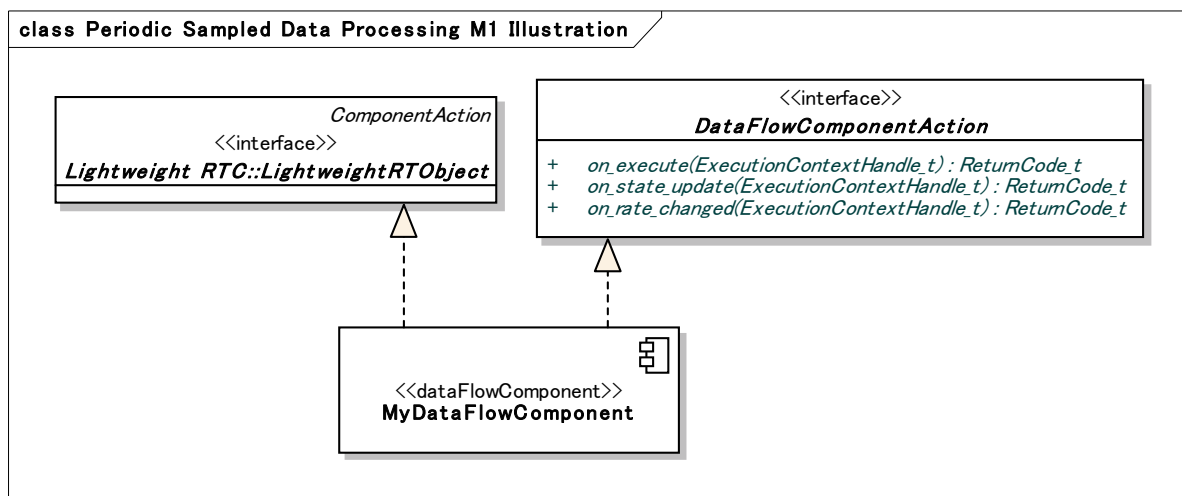 class Periodic Sampled Data Processing M1 Illustration
ComponentAction
<<interface>>
Lightweight RTC::LightweightRTObject
<<interface>>
DataFlowComponentAction
+ on_execute(ExecutionContextHandle_t) : ReturnCode_t
+ on_state_update(ExecutionContextHandle_t) : ReturnCode_t
+ on_rate_changed(ExecutionContextHandle_t) : ReturnCode_t
<<dataFlowComponent>>
MyDataFlowComponent